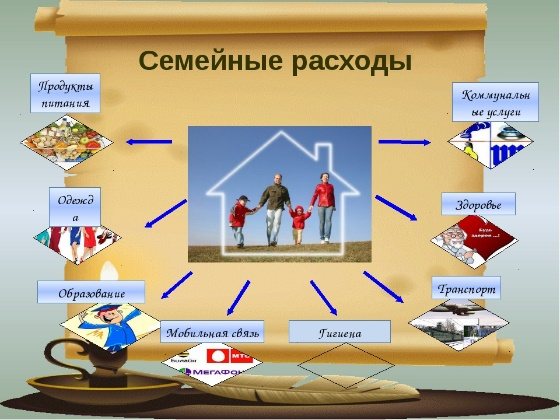 Семейные расходы
Продукты
питания
Коммунальн
ые услуги
Одежд
а
Здоровье
Образование
Транспорт
Мобильная связь
Гигиена
МТС
МЕГАФОН